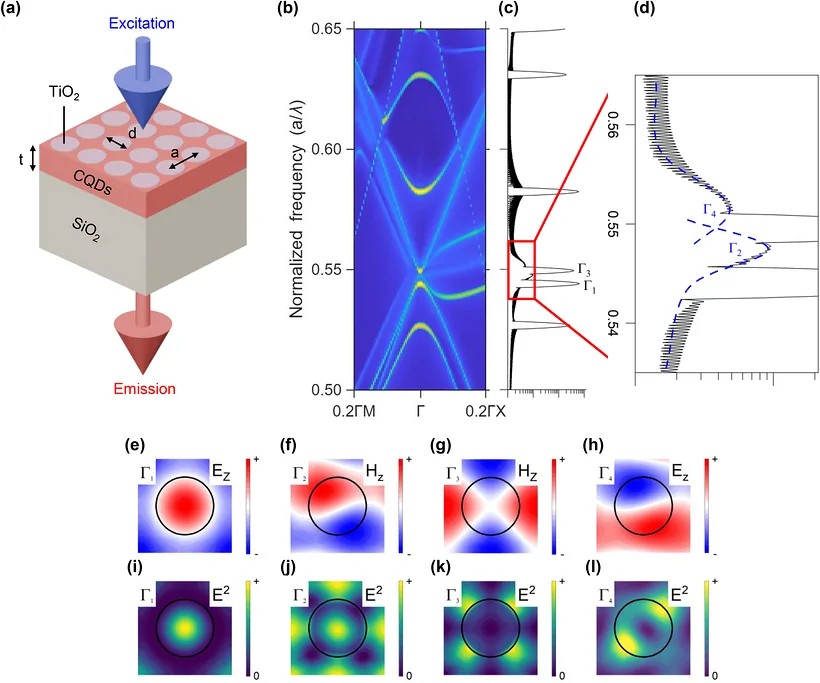 (a)
Excitation
TiO2
d
a
t
CQDs
SiO2
Emission
(b)
Normalized frequency (a/λ)
0.65
0.60
0.55
0.50
0.2ΓM
Γ
0.2ΓX
(c)
Γ3
Γ1
(d)
0.56
0.55
0.54
Γ4
Γ2
(e)
Γ1
Ez
+
-
(f)
Γ2
Hz
+
-
(g)
Γ3
Hz
+
-
(h)
Γ4
Ez
+
-
(i)
Γ1
E2
+
0
(j)
Γ2
E2
+
0
(k)
Γ3
E2
+
0
(l)
Γ4
E2
+
0